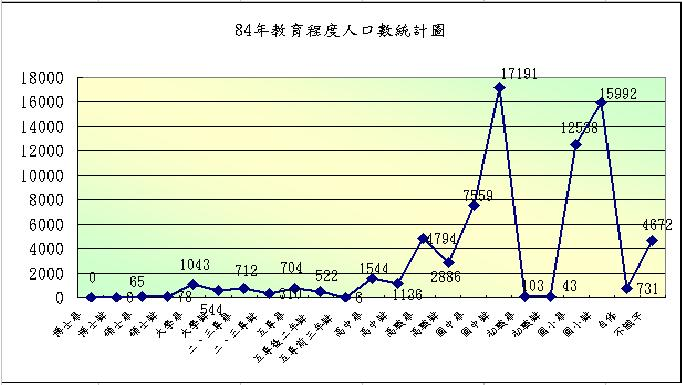 84年教育程度人口數統計圖
18000
16000
14000
12000
10000
8000
6000
4000
2000
0
0
65
78
1043
544
712
704
522
6
1544
1136
4794
2886
7559
17191
103
43
12538
15992
731
4672
博士畢
博士肄
碩士畢
碩士肄
大學畢
大學肄
二、三專畢
二、三專肄
五專畢
五專後二年肄
五專前三年肄
高中畢
高中肄
高職畢
高職肄
國中畢
國中肄
初職畢
初職肄
國小畢
國小肄
自修
不識字